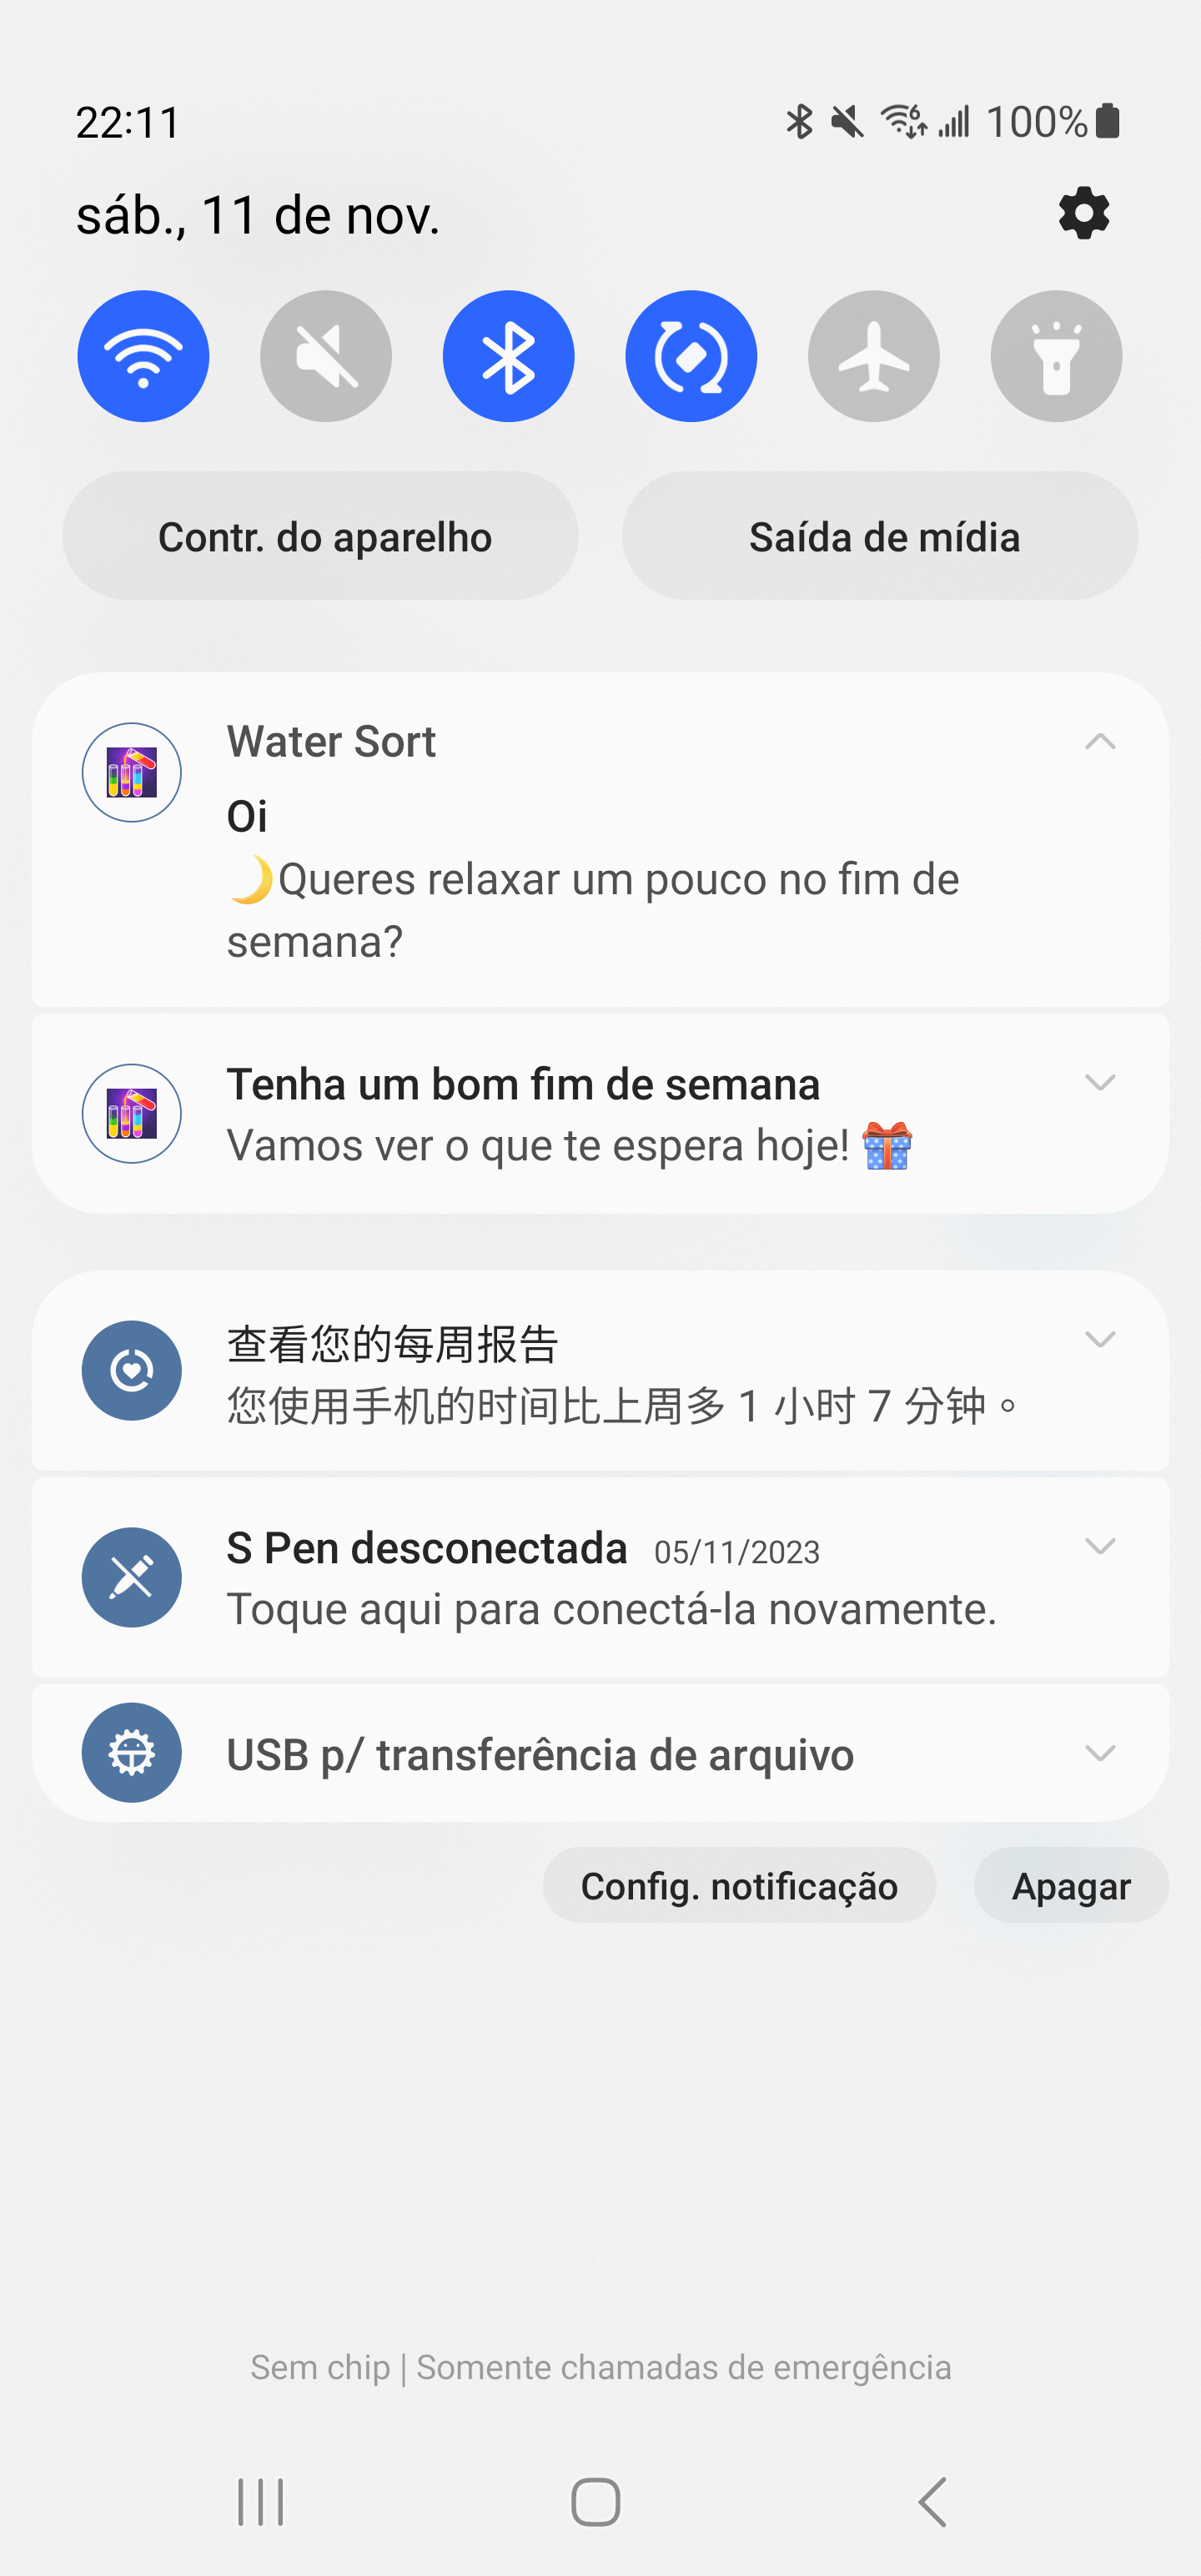 22:11
100%
sáb., 11 de nov.
Contr. do aparelho
Saída de mídia
Water Sort
Oi
🌙Queres relaxar um pouco no fim de
semana?
Tenha um bom fim de semana
Vamos ver o que te espera hoje! 🎁
查看您的每周报告
您使用手机的时间比上周多 1 小时 7 分钟。
S Pen desconectada 05/11/2023
Toque aqui para conectá-la novamente.
USB p/ transferência de arquivo
Config. notificação
Apagar
Sem chip | Somente chamadas de emergência